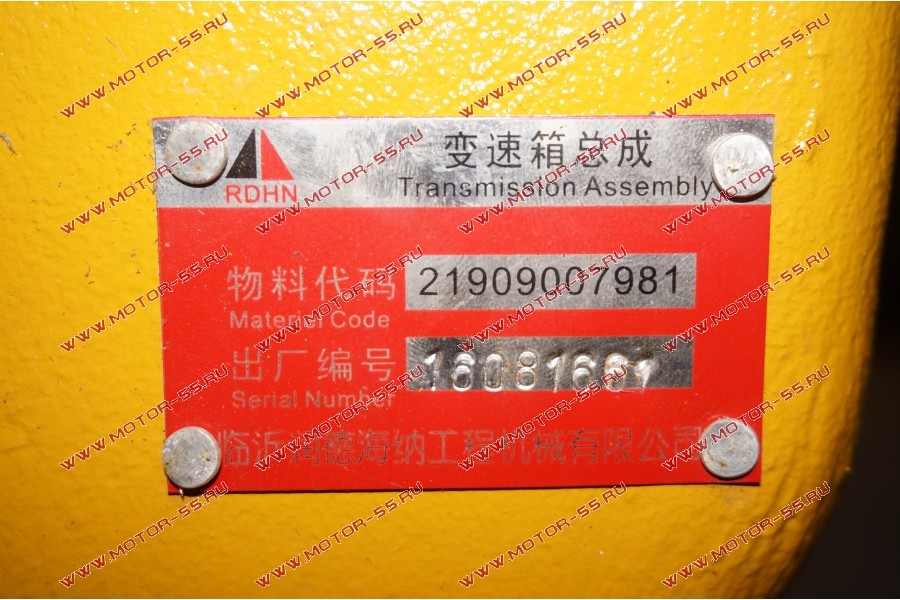 变速箱总成
Transmission Assembly
RDHN
物料代码 21909007981
Material Code
出厂编号 16081661
Serial Number
临沂润德海纳工程机械有限公司
WWW.MOTOR-55.RU